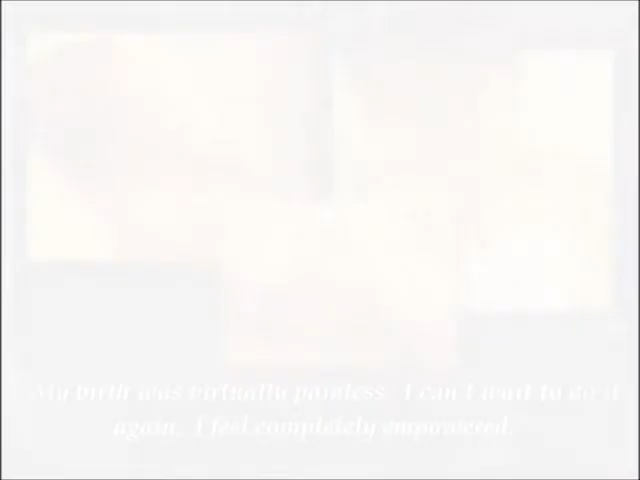 My birth was virtually painless. I can't wait to do it
again. I feel completely empowered.